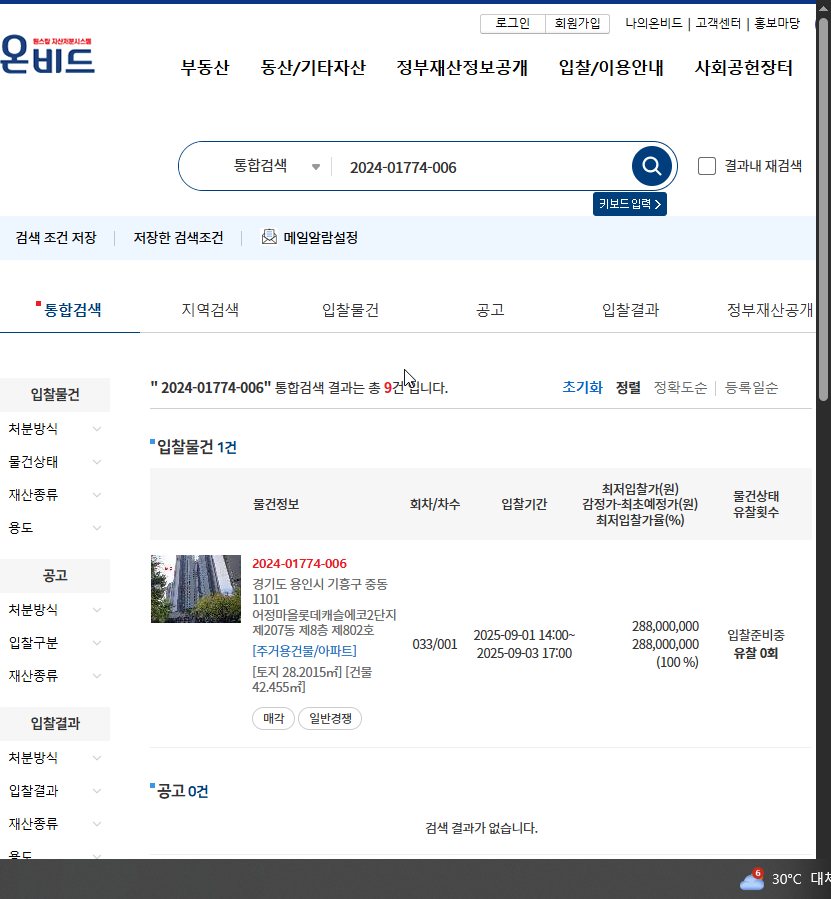 로그인 회원가입 나의온비드 | 고객센터 | 홍보마당
원스톱 자산처분시스템
온비드
부동산 동산/기타자산 정부재산정보공개 입찰/이용안내 사회공헌장터
통합검색 2024-01774-006 결과내 재검색
키보드 입력 >
검색 조건 저장 저장한 검색조건 메일알람설정
통합검색 지역검색 입찰물건 공고 입찰결과 정부재산공개
입찰물건
처분방식
물건상태
재산종류
용도
공고
처분방식
입찰구분
재산종류
입찰결과
처분방식
입찰결과
재산종류
용도
" 2024-01774-006" 통합검색 결과는 총 9건 입니다. 초기화 정렬 정확도순 | 등록일순
입찰물건 1건
물건정보 회차/차수 입찰기간
최저입찰가(원)
감정가-최초예정가(원)
최저입찰가율(%)
물건상태
유찰횟수
2024-01774-006
경기도 용인시 기흥구 중동
1101
어정마을롯데캐슬에코2단지
제207동 제8층 제802호
[주거용건물/아파트]
[토지 28.2015㎡] [건물
42.455㎡]
매각 일반경쟁
033/001
2025-09-01 14:00~
2025-09-03 17:00
288,000,000
288,000,000
(100 %)
입찰준비중
유찰 0회
공고 0건
검색 결과가 없습니다.
6
30°C